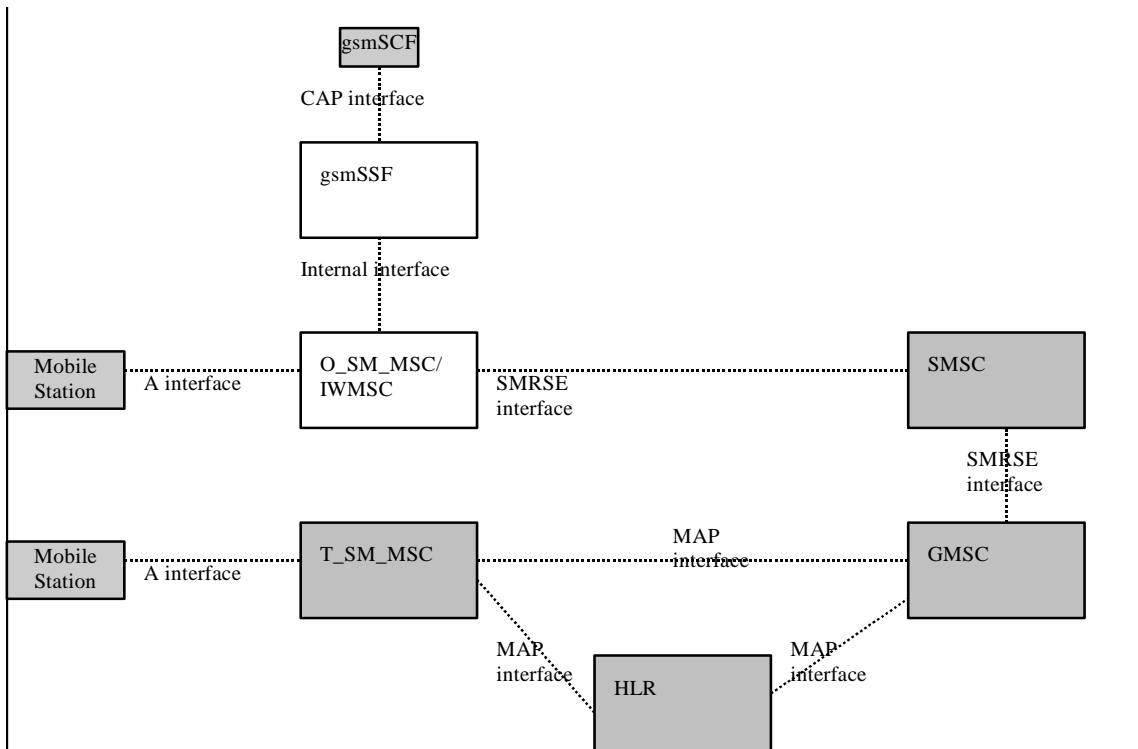 gsmSCF
CAP interface
gsmSSF
Internal interface
Mobile
Station
A interface
O_SM_MSC/
IWMSC
SMRSE
interface
SMSC
SMRSE
interface
Mobile
Station
A interface
T_SM_MSC
MAP
interface
GMSC
MAP
interface
HLR
MAP
interface